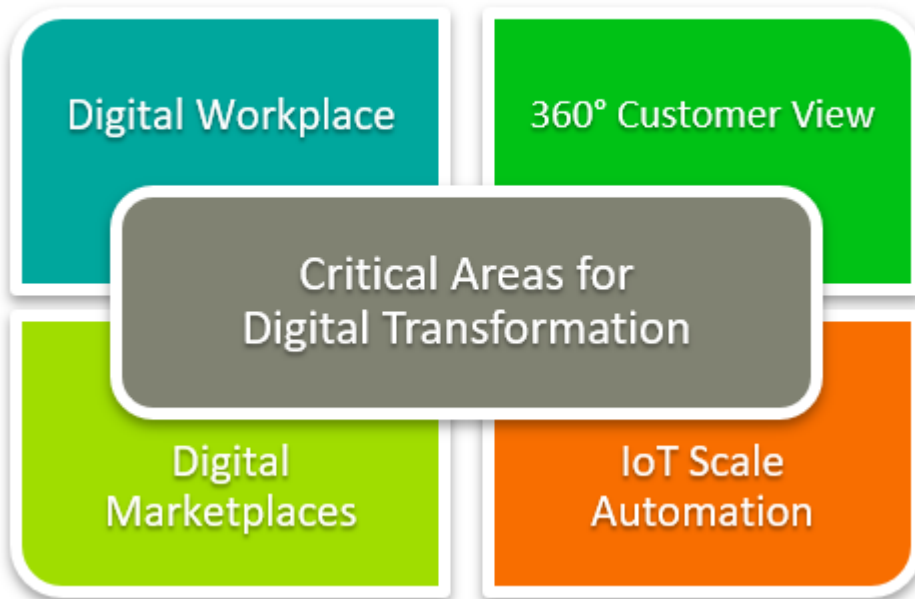 Digital Workplace
360° Customer View
Critical Areas for
Digital Transformation
Digital
Marketplaces
IoT Scale
Automation